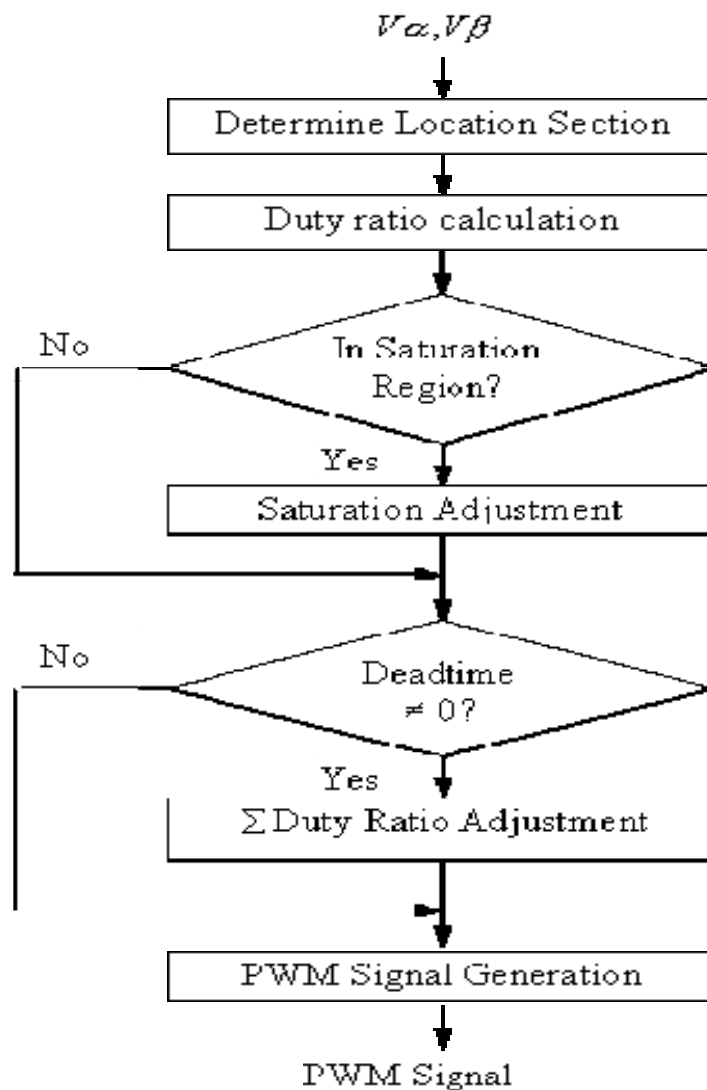 Vα,Vβ
Determine Location Section
Duty ratio calculation
No
In Saturation
Region?
Yes
Saturation Adjustment
No
Deadtime
≠ 0?
Yes
Σ Duty Ratio Adjustment
PWM Signal Generation
PWM Signal